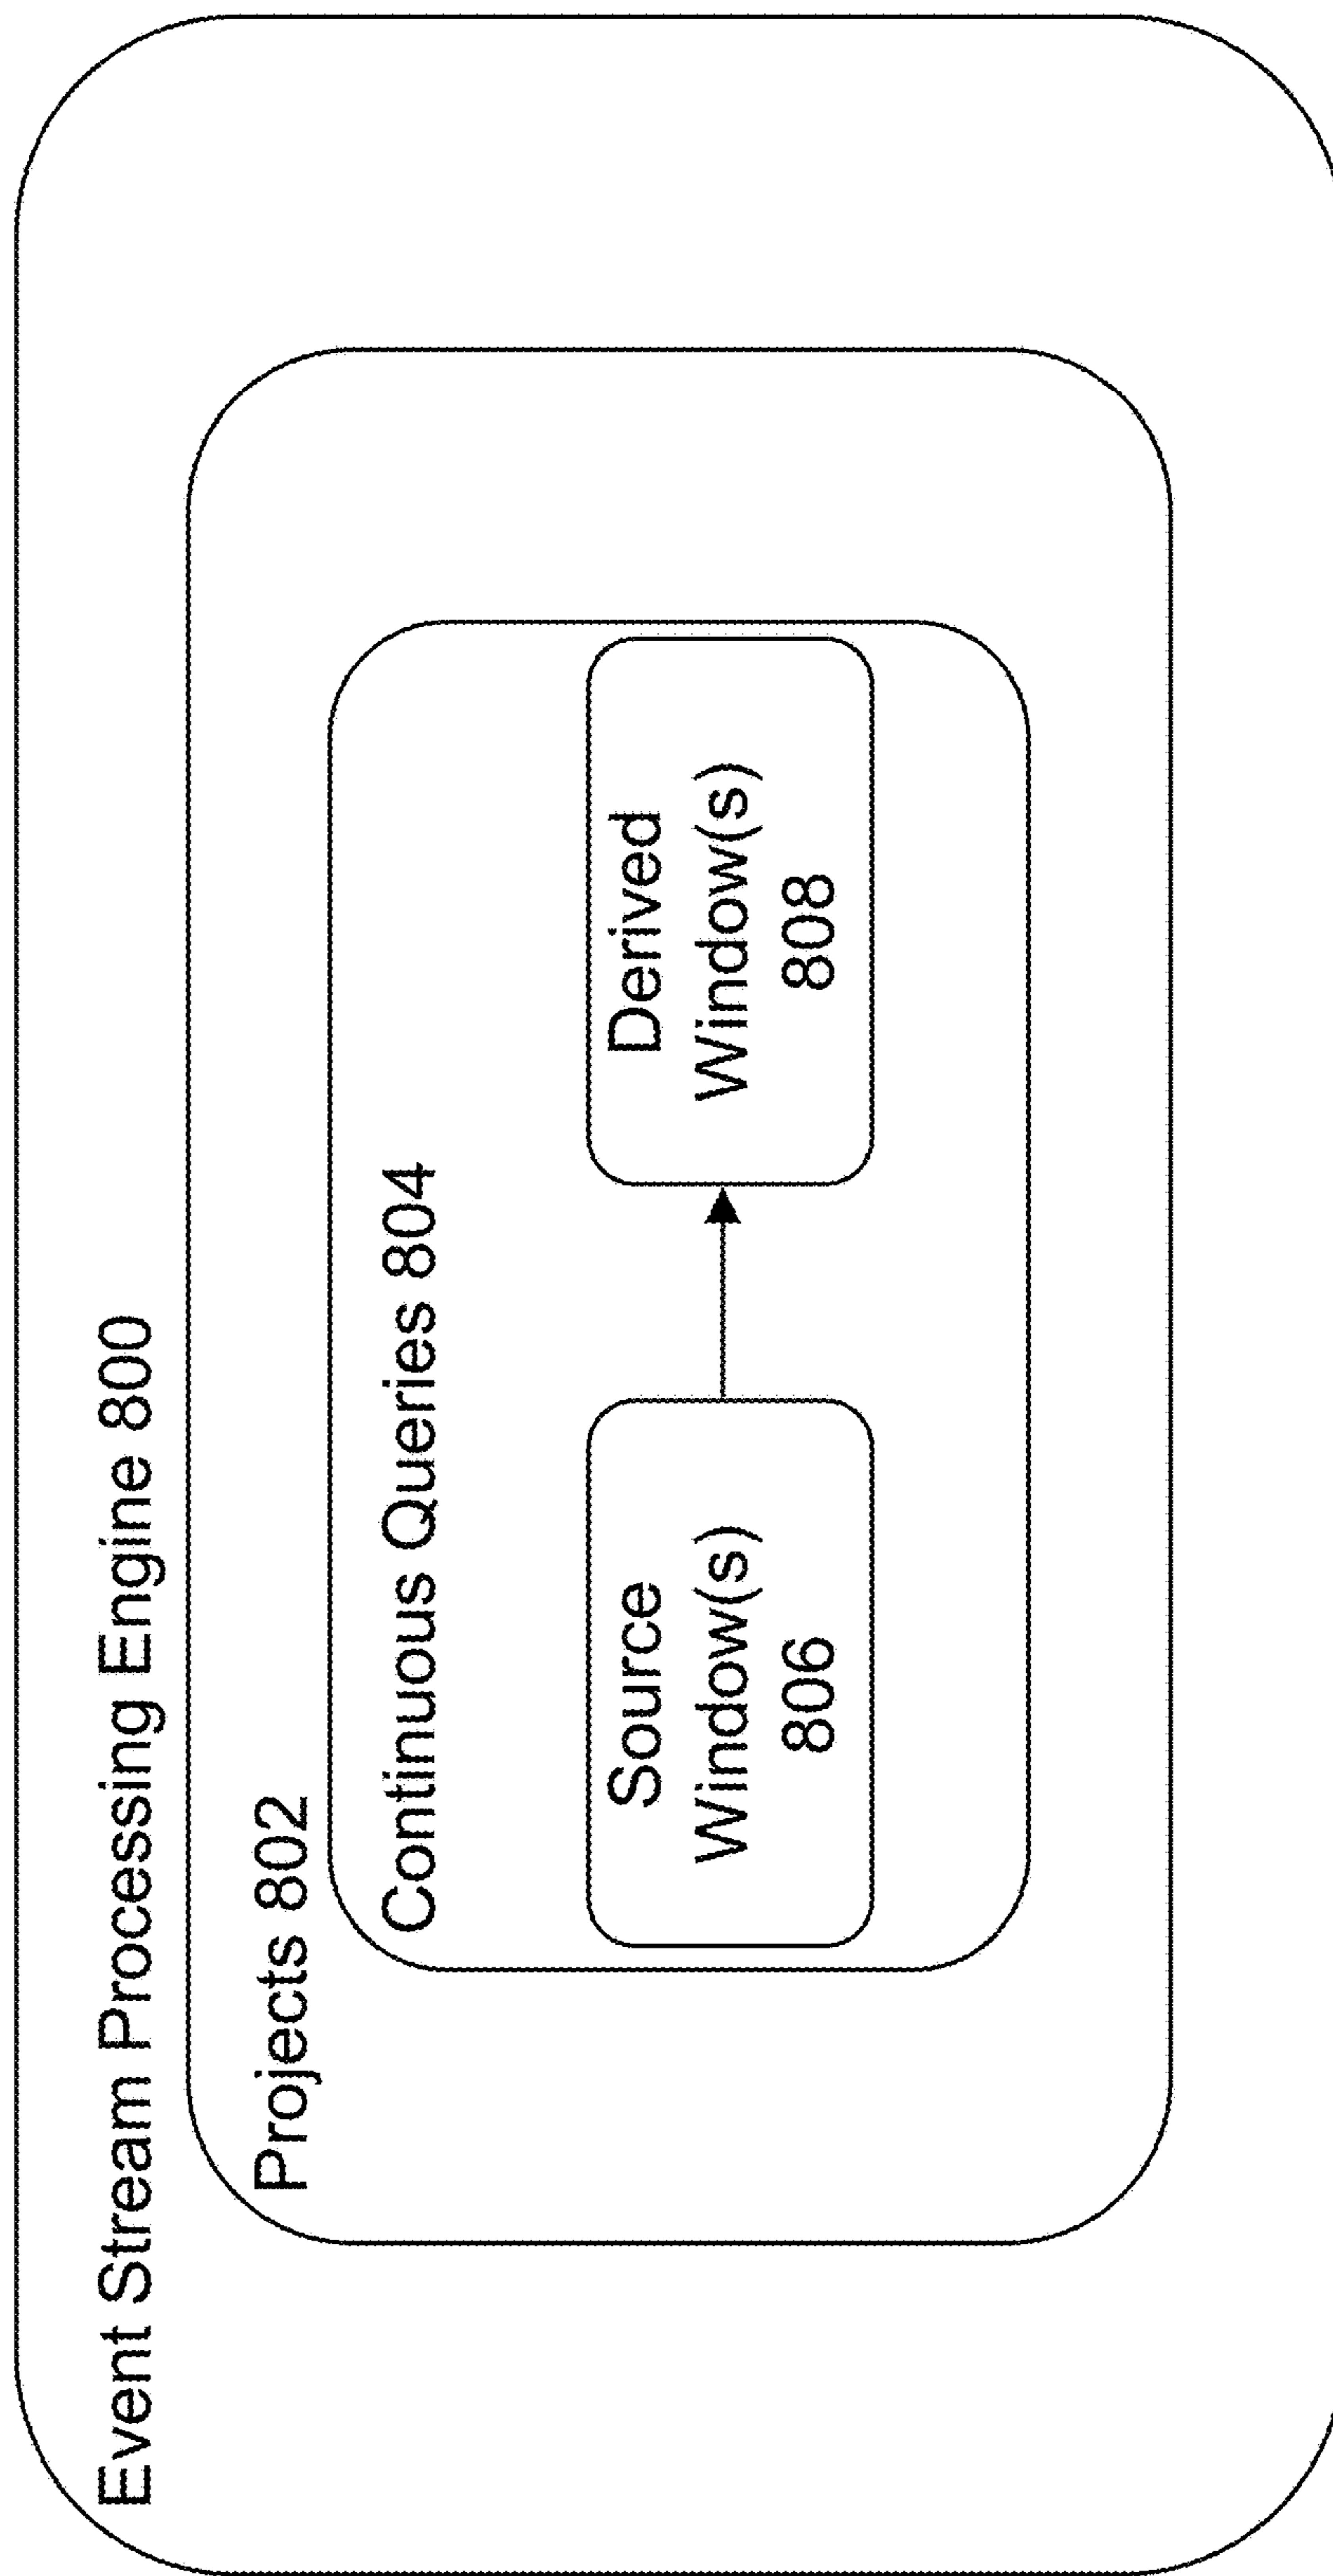 Event Stream Processing Engine 800
Projects 802
Continuous Queries 804
Source
Window(s)
806
Derived
Window(s)
808